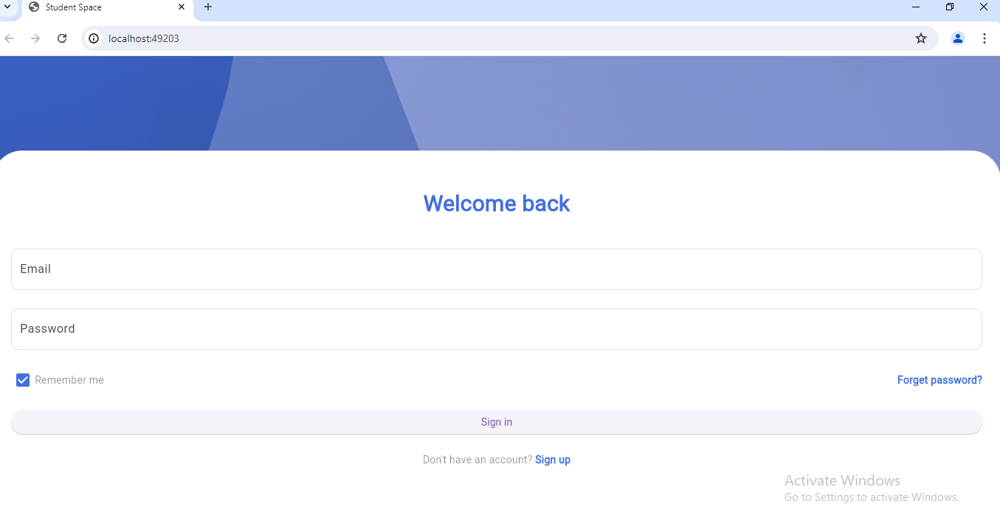 Student Space
localhost:49203
Welcome back
Email
Password
Remember me
Forget password?
Sign in
Don't have an account? Sign up
Activate Windows
Go to Settings to activate Windows.